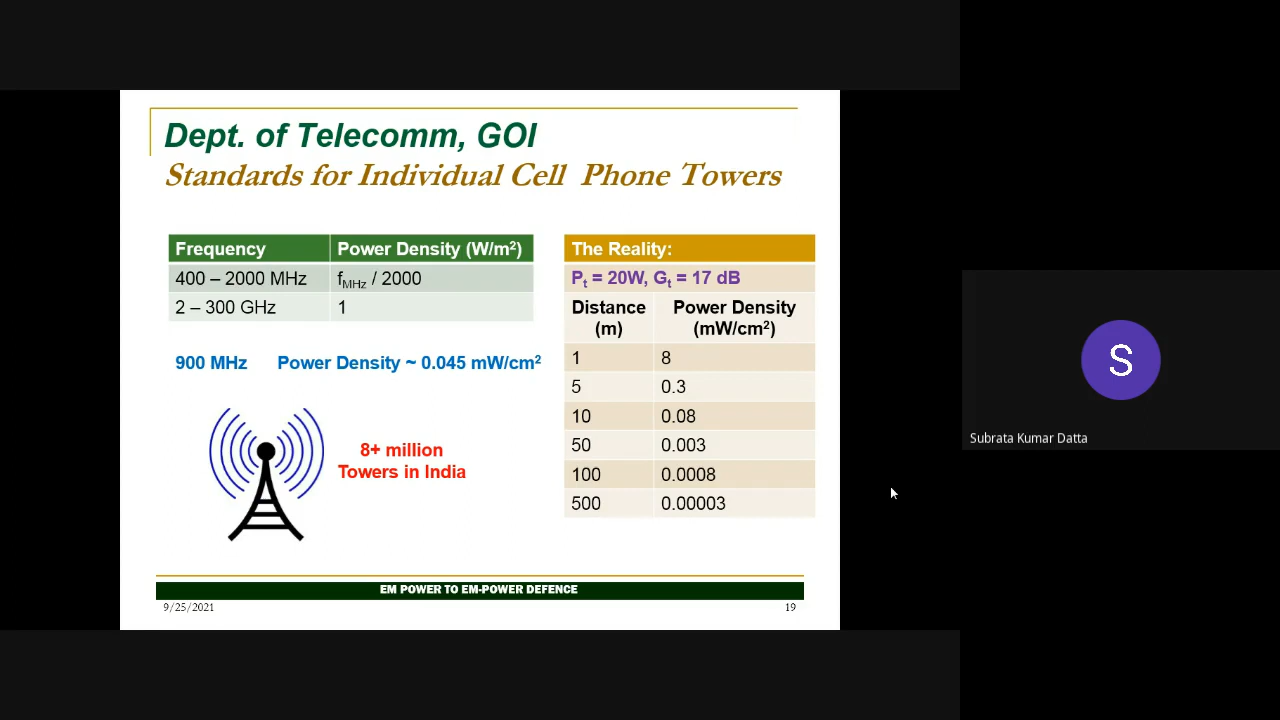 Dept. of Telecomm, GOI
Standards for Individual Cell Phone Towers
Frequency Power Density (W/m²)
400 – 2000 MHz fMHz / 2000
2 – 300 GHz 1
900 MHz Power Density ~ 0.045 mW/cm²
8+ million
Towers in India
The Reality:
Pt = 20W, Gt = 17 dB
Distance Power Density
(m) (mW/cm²)
1 8
5 0.3
10 0.08
50 0.003
100 0.0008
500 0.00003
EM POWER TO EM-POWER DEFENCE
9/25/2021 19
S
Subrata Kumar Datta